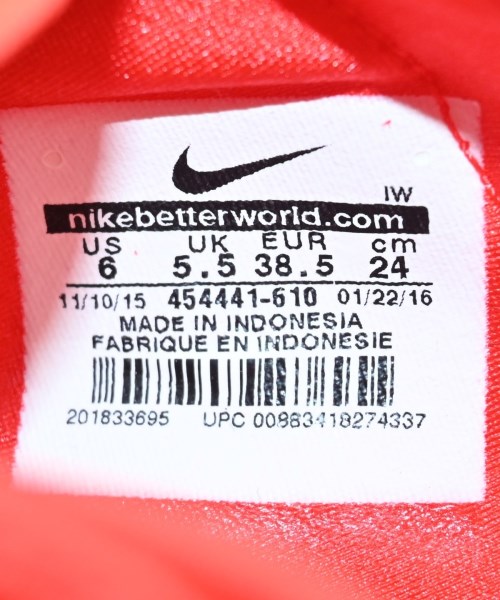 IW
nikebetterworld.com
US UK EUR cm
6 5.5 38.5 24
11/10/15 454441-610 01/22/16
MADE IN INDONESIA
FABRIQUE EN INDONESIE
201833695 UPC 00883418274337